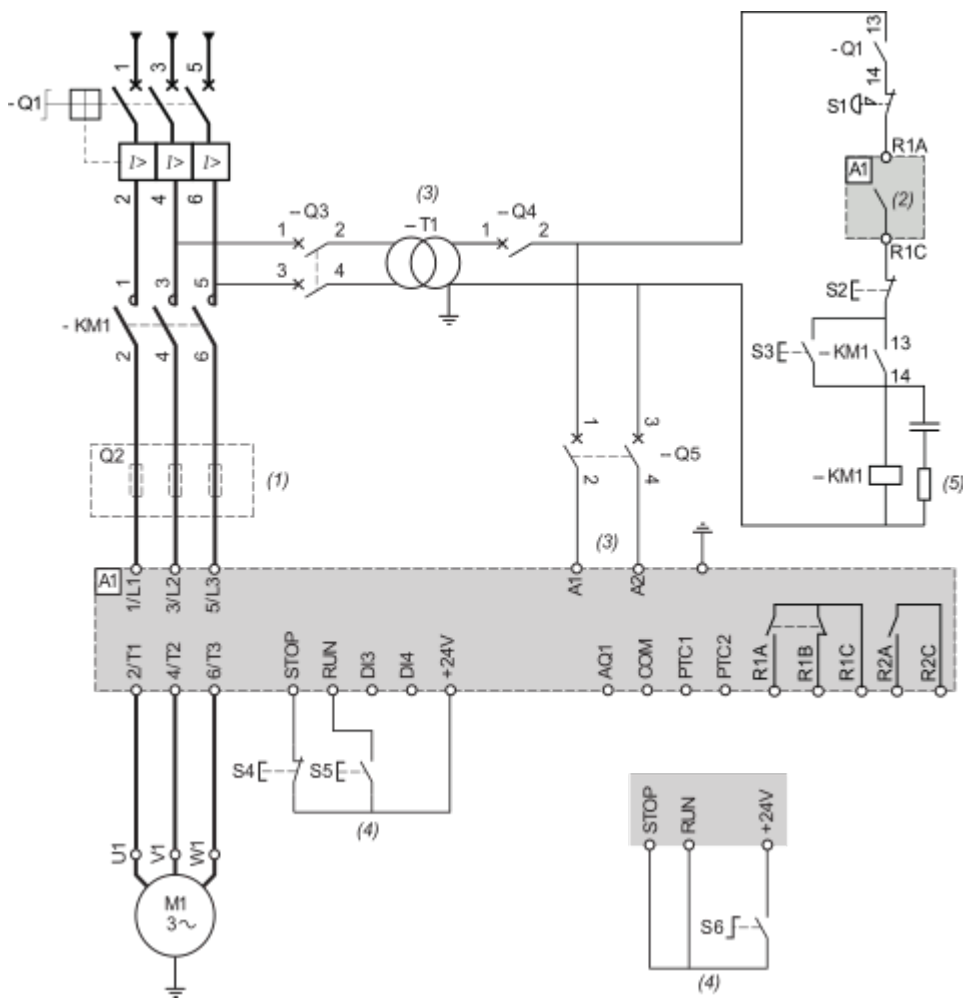 1 3 5
-Q1
I> I> I>
2 4 6
1 3 5
- KM1
2 4 6
Q2
(1)
(3)
1 -Q3 2
3 4
-T1
1 -Q4 2
13
-Q1
14
S1
R1A
A1
(2)
R1C
S2
S3
-KM1
13
14
-KM1
(5)
1 3
-Q5
2 4
(3)
A1
1/L1 3/L2 5/L3
A1 A2
2/T1 4/T2 6/T3
STOP RUN DI3 DI4 +24V
AQ1 COM PTC1 PTC2 R1A R1B R1C R2A R2C
S4 S5
(4)
U1 V1 W1
M1
3~
STOP RUN +24V
S6
(4)